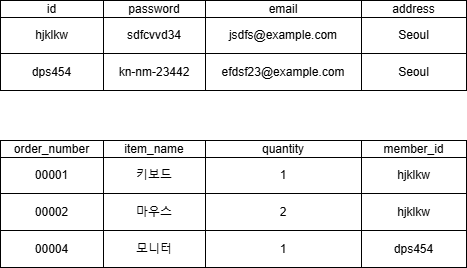 id password email address
hjklkw sdfcvvd34 jsdfs@example.com Seoul
dps454 kn-nm-23442 efdsf23@example.com Seoul
order_number item_name quantity member_id
00001 키보드 1 hjklkw
00002 마우스 2 hjklkw
00004 모니터 1 dps454